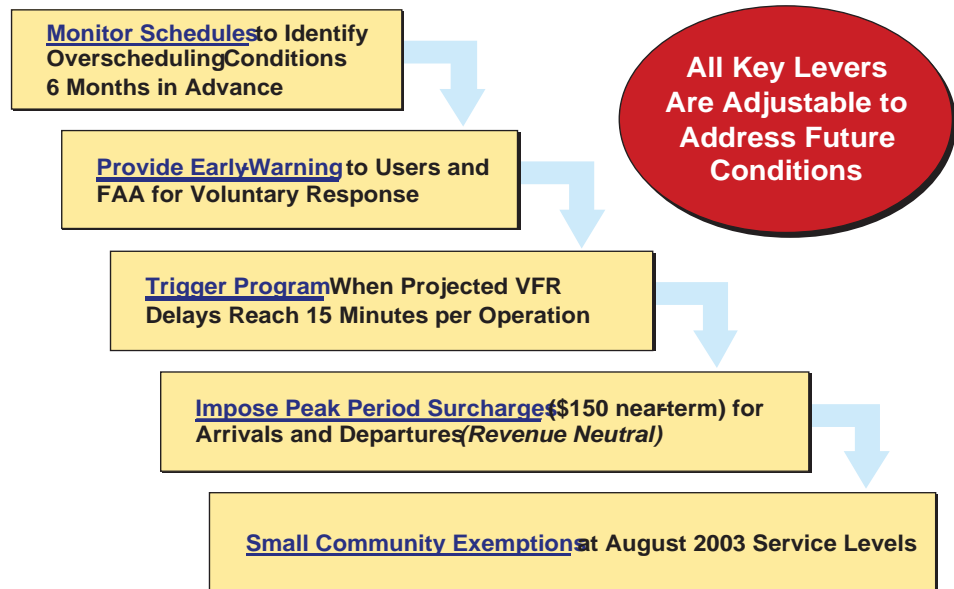 Monitor Schedules to Identify
Overscheduling Conditions
6 Months in Advance
All Key Levers
Are Adjustable to
Address Future
Conditions
Provide Early-Warning to Users and
FAA for Voluntary Response
Trigger Program When Projected VFR
Delays Reach 15 Minutes per Operation
Impose Peak Period Surcharges ($150 near-term) for
Arrivals and Departures (Revenue Neutral)
Small Community Exemptions at August 2003 Service Levels